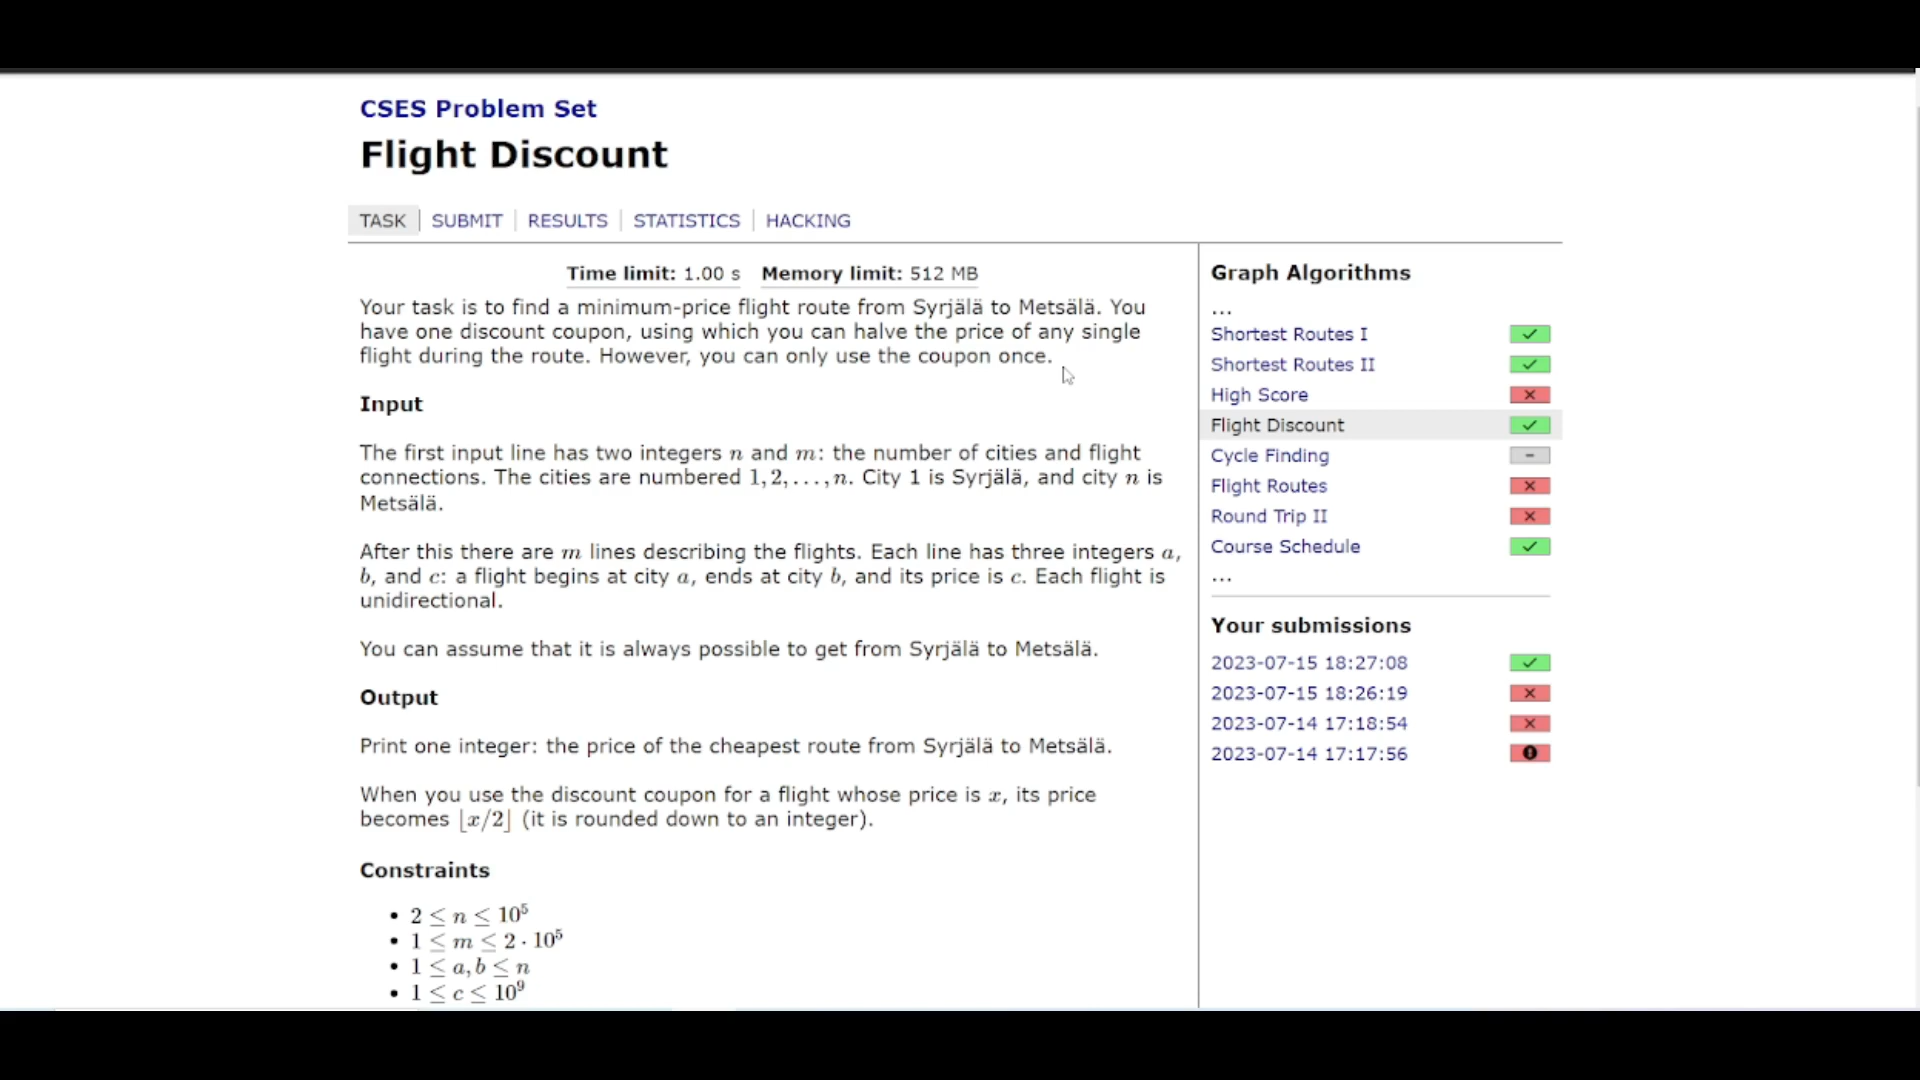 CSES Problem Set
Flight Discount
TASK | SUBMIT | RESULTS | STATISTICS | HACKING
Time limit: 1.00 s Memory limit: 512 MB
Your task is to find a minimum-price flight route from Syrjälä to Metsälä. You
have one discount coupon, using which you can halve the price of any single
flight during the route. However, you can only use the coupon once.
Input
The first input line has two integers n and m: the number of cities and flight
connections. The cities are numbered 1, 2, ..., n. City 1 is Syrjälä, and city n is
Metsälä.
After this there are m lines describing the flights. Each line has three integers a,
b, and c: a flight begins at city a, ends at city b, and its price is c. Each flight is
unidirectional.
You can assume that it is always possible to get from Syrjälä to Metsälä.
Output
Print one integer: the price of the cheapest route from Syrjälä to Metsälä.
When you use the discount coupon for a flight whose price is x, its price
becomes ⌊x/2⌋ (it is rounded down to an integer).
Constraints
• 2 ≤ n ≤ 10⁵
• 1 ≤ m ≤ 2 · 10⁵
• 1 ≤ a, b ≤ n
• 1 ≤ c ≤ 10⁹
Graph Algorithms
...
Shortest Routes I
Shortest Routes II
High Score
Flight Discount
Cycle Finding
Flight Routes
Round Trip II
Course Schedule
...
Your submissions
2023-07-15 18:27:08
2023-07-15 18:26:19
2023-07-14 17:18:54
2023-07-14 17:17:56